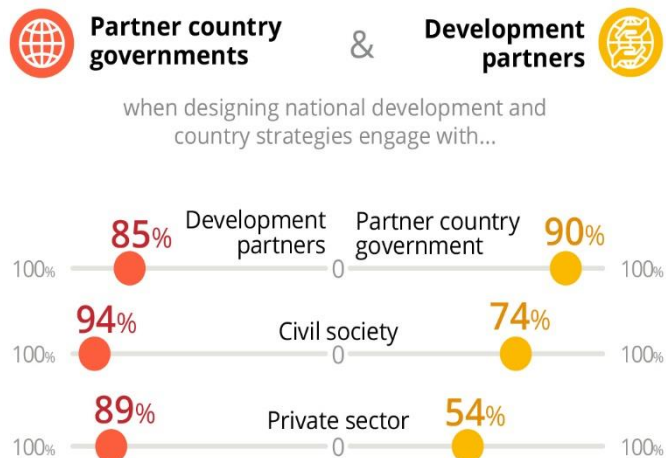 Partner country
governments
&
Development
partners
when designing national development and
country strategies engage with...
85%
Development
partners
Partner country
government
90%
100%
0
100%
94%
Civil society
74%
100%
0
100%
89%
Private sector
54%
100%
0
100%